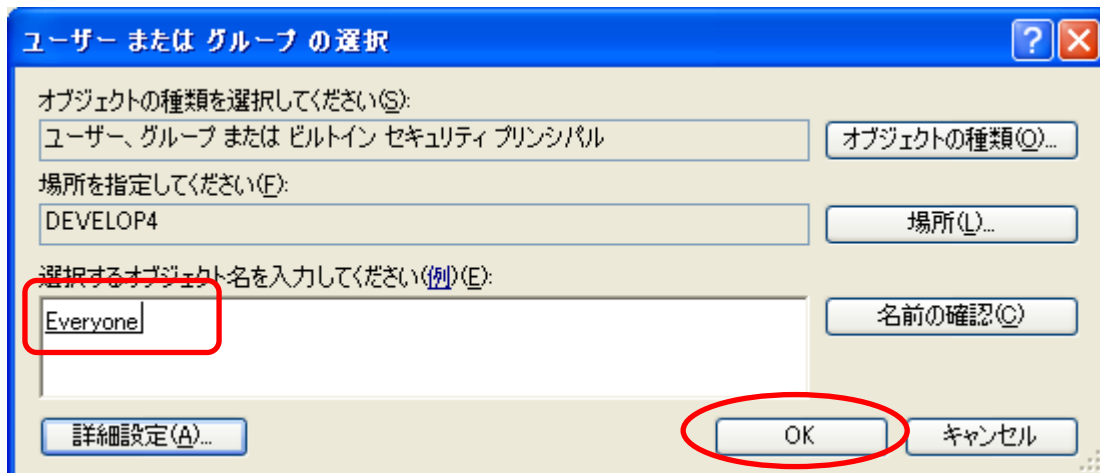 ユーザー または グループ の選択
オブジェクトの種類を選択してください(S):
ユーザー、グループ または ビルトイン セキュリティ プリンシパル
オブジェクトの種類(O)...
場所を指定してください(F):
DEVELOP4
場所(L)...
選択するオブジェクト名を入力してください(例)(E):
Everyone
名前の確認(C)
詳細設定(A)...
OK
キャンセル